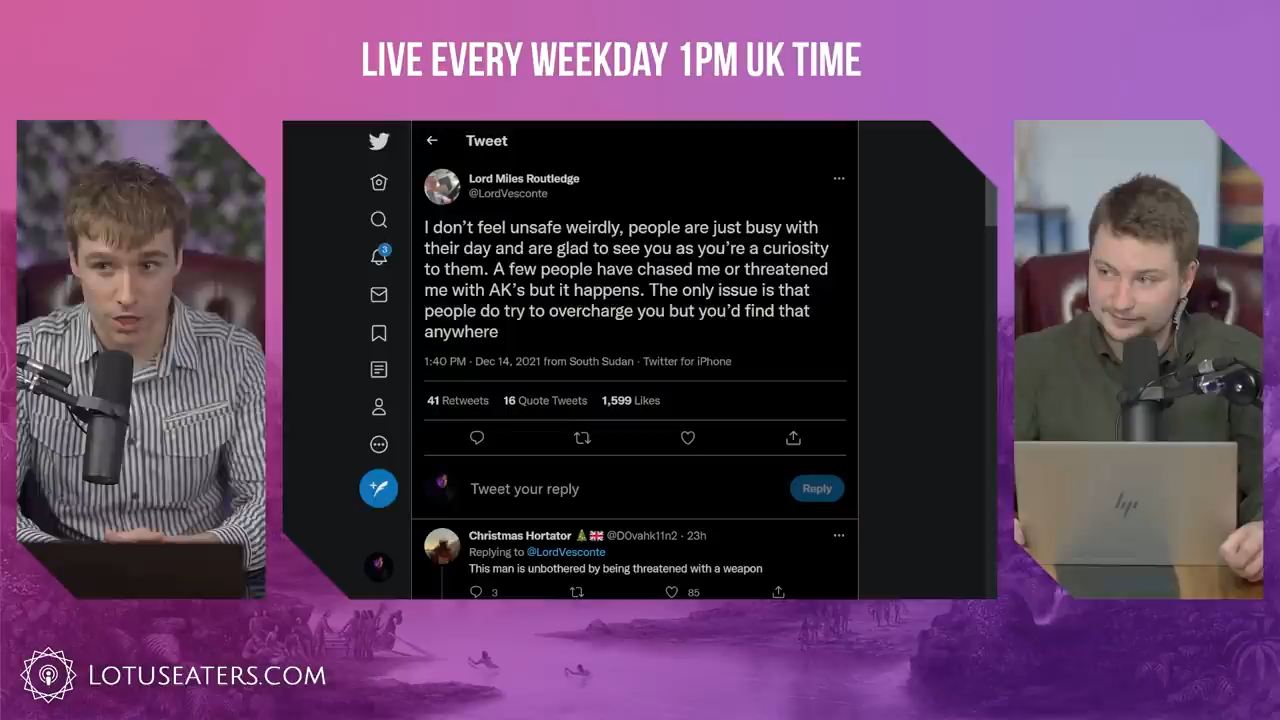 LIVE EVERY WEEKDAY 1PM UK TIME
Tweet
Lord Miles Routledge
@LordVesconte
I don't feel unsafe weirdly, people are just busy with
their day and are glad to see you as you're a curiosity
to them. A few people have chased me or threatened
me with AK's but it happens. The only issue is that
people do try to overcharge you but you'd find that
anywhere
1:40 PM · Dec 14, 2021 from South Sudan · Twitter for iPhone
41 Retweets 16 Quote Tweets 1,599 Likes
Tweet your reply
Reply
Christmas Hortator 🎄🇬🇧 @D0vahk11n2 · 23h
Replying to @LordVesconte
This man is unbothered by being threatened with a weapon
3 85
3
hp
LOTUSEATERS.COM